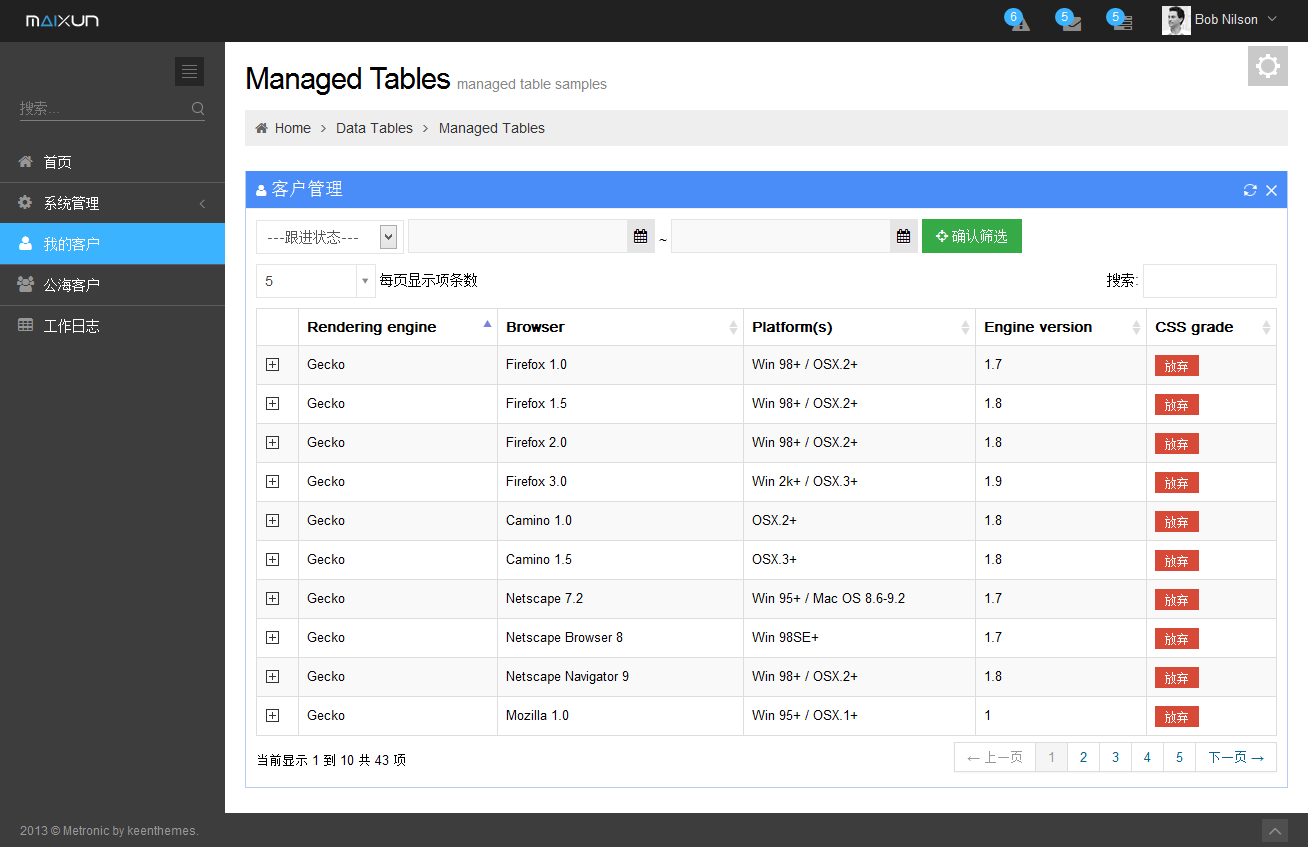 MAIXUN
6 5 5 Bob Nilson
Managed Tables managed table samples
搜索...
Home > Data Tables > Managed Tables
首页
系统管理
我的客户
公海客户
工作日志
客户管理
---跟进状态--- ~ 确认筛选
5 每页显示项条数 搜索:
Rendering engine Browser Platform(s) Engine version CSS grade
Gecko Firefox 1.0 Win 98+ / OSX.2+ 1.7 放弃
Gecko Firefox 1.5 Win 98+ / OSX.2+ 1.8 放弃
Gecko Firefox 2.0 Win 98+ / OSX.2+ 1.8 放弃
Gecko Firefox 3.0 Win 2k+ / OSX.3+ 1.9 放弃
Gecko Camino 1.0 OSX.2+ 1.8 放弃
Gecko Camino 1.5 OSX.3+ 1.8 放弃
Gecko Netscape 7.2 Win 95+ / Mac OS 8.6-9.2 1.7 放弃
Gecko Netscape Browser 8 Win 98SE+ 1.7 放弃
Gecko Netscape Navigator 9 Win 98+ / OSX.2+ 1.8 放弃
Gecko Mozilla 1.0 Win 95+ / OSX.1+ 1 放弃
当前显示 1 到 10 共 43 项 ← 上一页 1 2 3 4 5 下一页 →
2013 © Metronic by keenthemes.